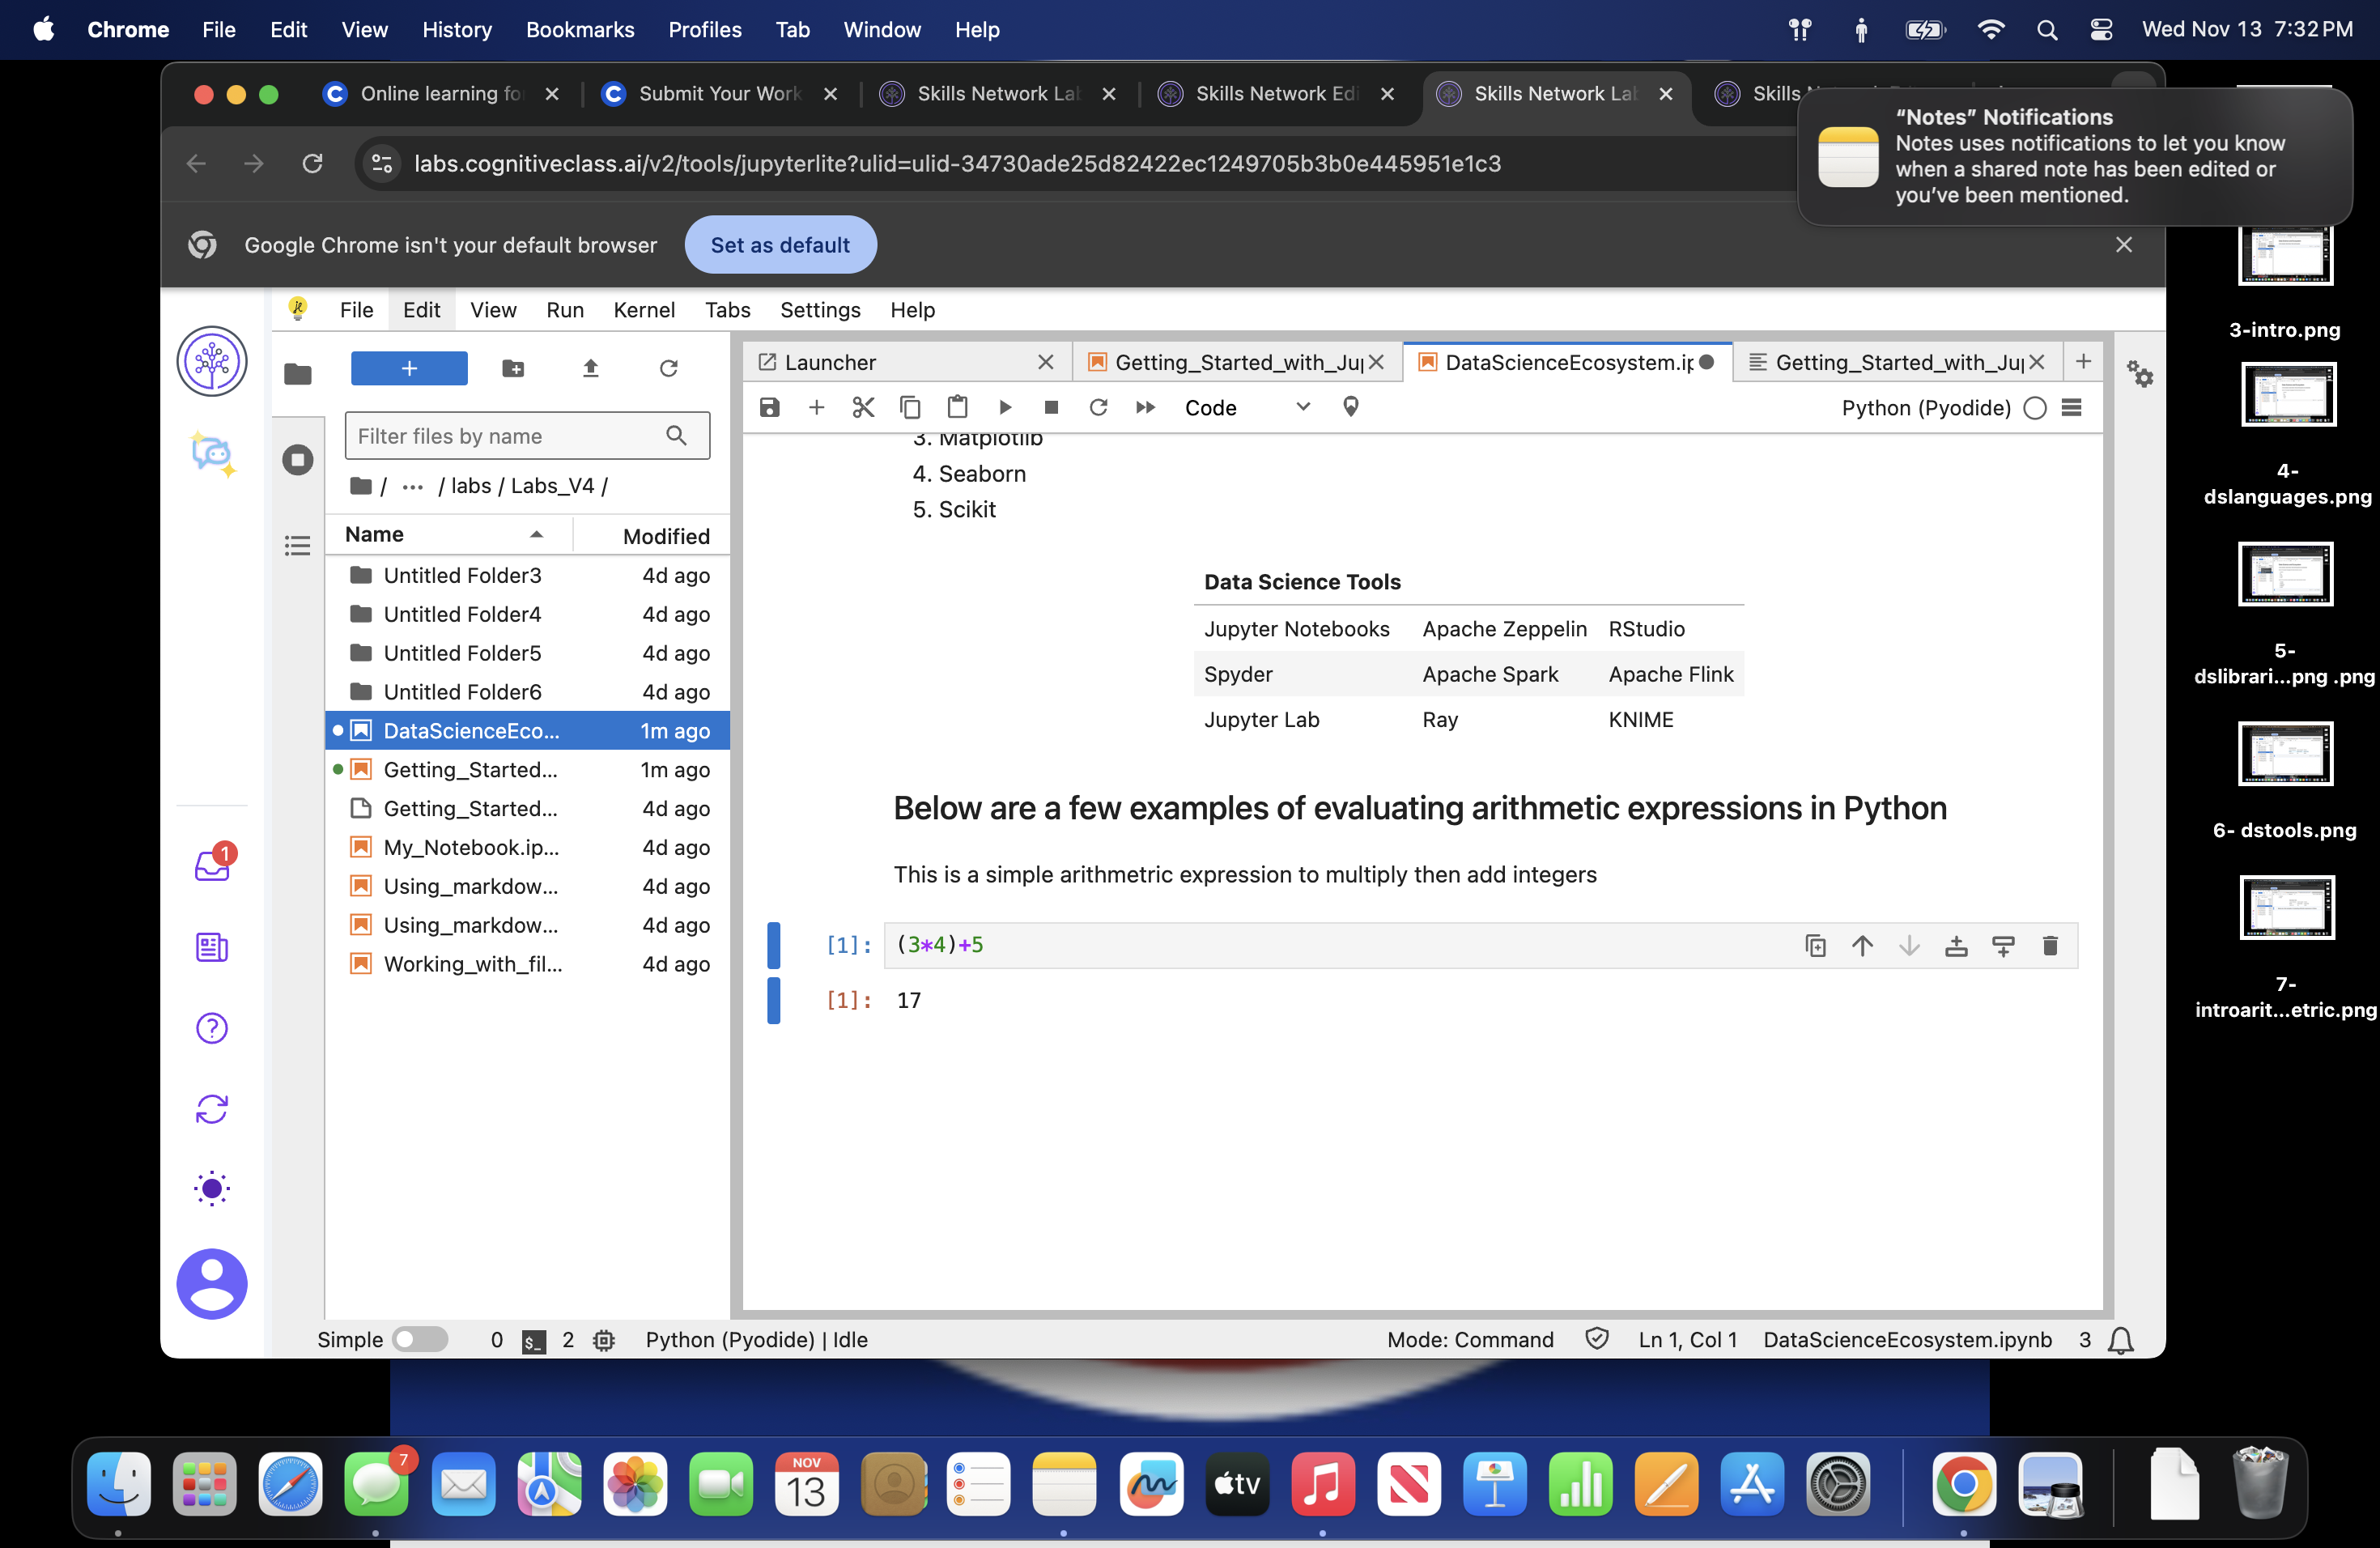 Chrome File Edit View History Bookmarks Profiles Tab Window Help Wed Nov 13 7:32 PM
Online learning fo Submit Your Work Skills Network La Skills Network Edi Skills Network La Skills
"Notes" Notifications
Notes uses notifications to let you know
when a shared note has been edited or
you've been mentioned.
labs.cognitiveclass.ai/v2/tools/jupyterlite?ulid=ulid-34730ade25d82422ec1249705b3b0e445951e1c3
Google Chrome isn't your default browser Set as default
File Edit View Run Kernel Tabs Settings Help
Launcher Getting_Started_with_Ju DataScienceEcosystem.ip Getting_Started_with_Ju
Code Python (Pyodide)
Filter files by name
/ ··· / labs / Labs_V4 /
Name Modified
Untitled Folder3 4d ago
Untitled Folder4 4d ago
Untitled Folder5 4d ago
Untitled Folder6 4d ago
DataScienceEco... 1m ago
Getting_Started... 1m ago
Getting_Started... 4d ago
My_Notebook.ip... 4d ago
Using_markdow... 4d ago
Using_markdow... 4d ago
Working_with_fil... 4d ago
1
3. Matplotlib
4. Seaborn
5. Scikit
Data Science Tools
Jupyter Notebooks Apache Zeppelin RStudio
Spyder Apache Spark Apache Flink
Jupyter Lab Ray KNIME
Below are a few examples of evaluating arithmetic expressions in Python
This is a simple arithmetric expression to multiply then add integers
[1]: (3*4)+5
[1]: 17
Simple 0 $_ 2 Python (Pyodide) | Idle Mode: Command Ln 1, Col 1 DataScienceEcosystem.ipynb 3
3-intro.png
4-
dslanguages.png
5-
dslibrari...png .png
6- dstools.png
7-
introarit...etric.png
7
NOV
13
tv